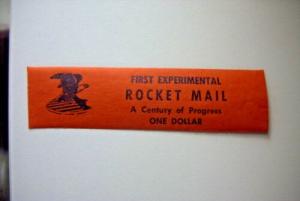 FIRST EXPERIMENTAL
ROCKET MAIL
A Century of Progress
ONE DOLLAR